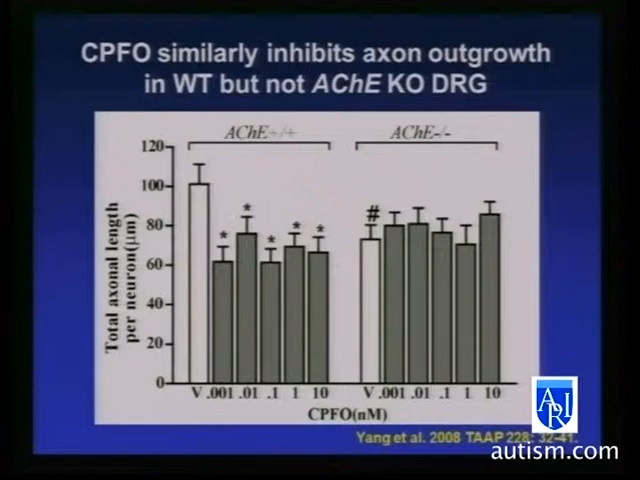 CPFO similarly inhibits axon outgrowth
in WT but not AChE KO DRG
AChE+/+
AChE-/-
Total axonal length
per neuron(µm)
120
100
80
60
40
20
0
* * * * *
#
V .001 .01 .1 1 10
V .001 .01 .1 1 10
CPFO(nM)
ARI
Yang et al. 2008 TAAP 228: 32-41.
autism.com